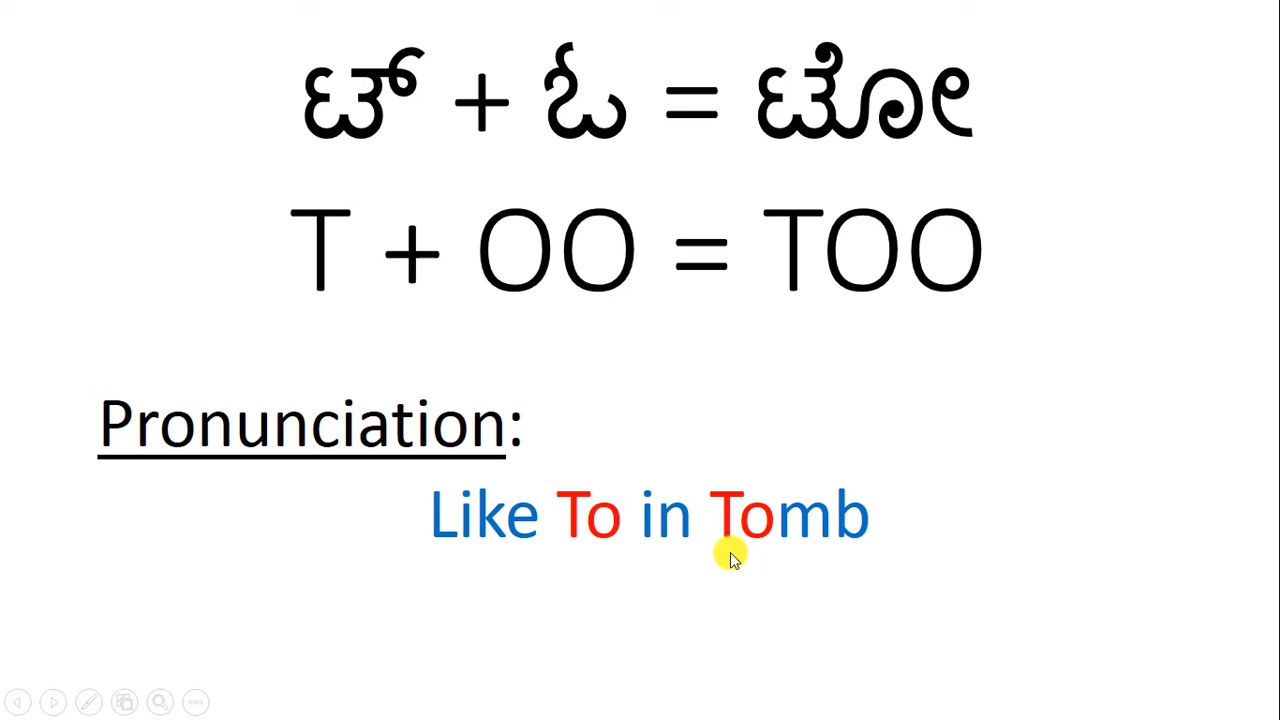 ಟ್ + ಓ = ಟೋ
T + OO = TOO
Pronunciation:
Like To in Tomb